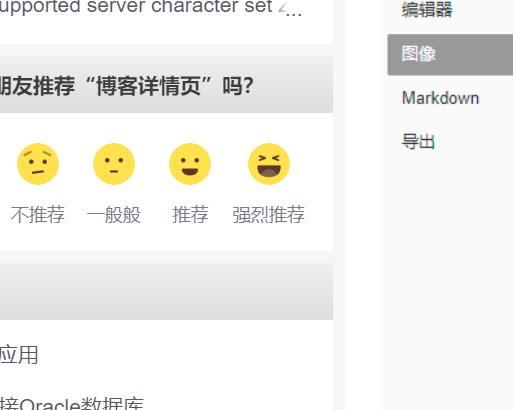 upported server character set
...
朋友推荐“博客详情页”吗?
不推荐 一般般 推荐 强烈推荐
应用
接Oracle数据库
编辑器
图像
Markdown
导出